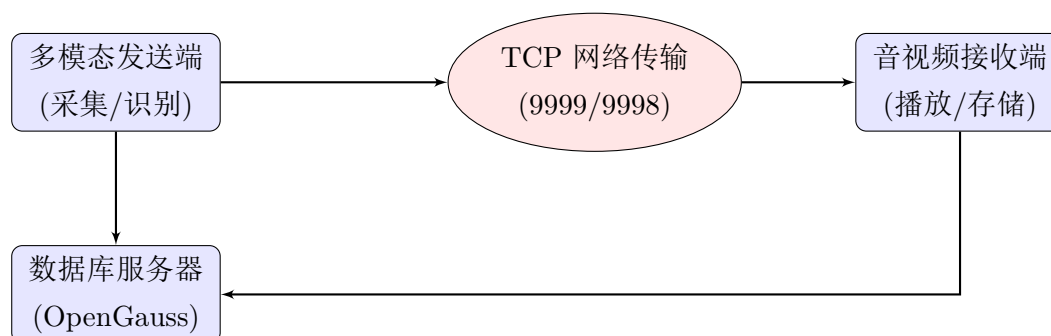 多模态发送端
(采集/识别)
TCP 网络传输
(9999/9998)
音视频接收端
(播放/存储)
数据库服务器
(OpenGauss)